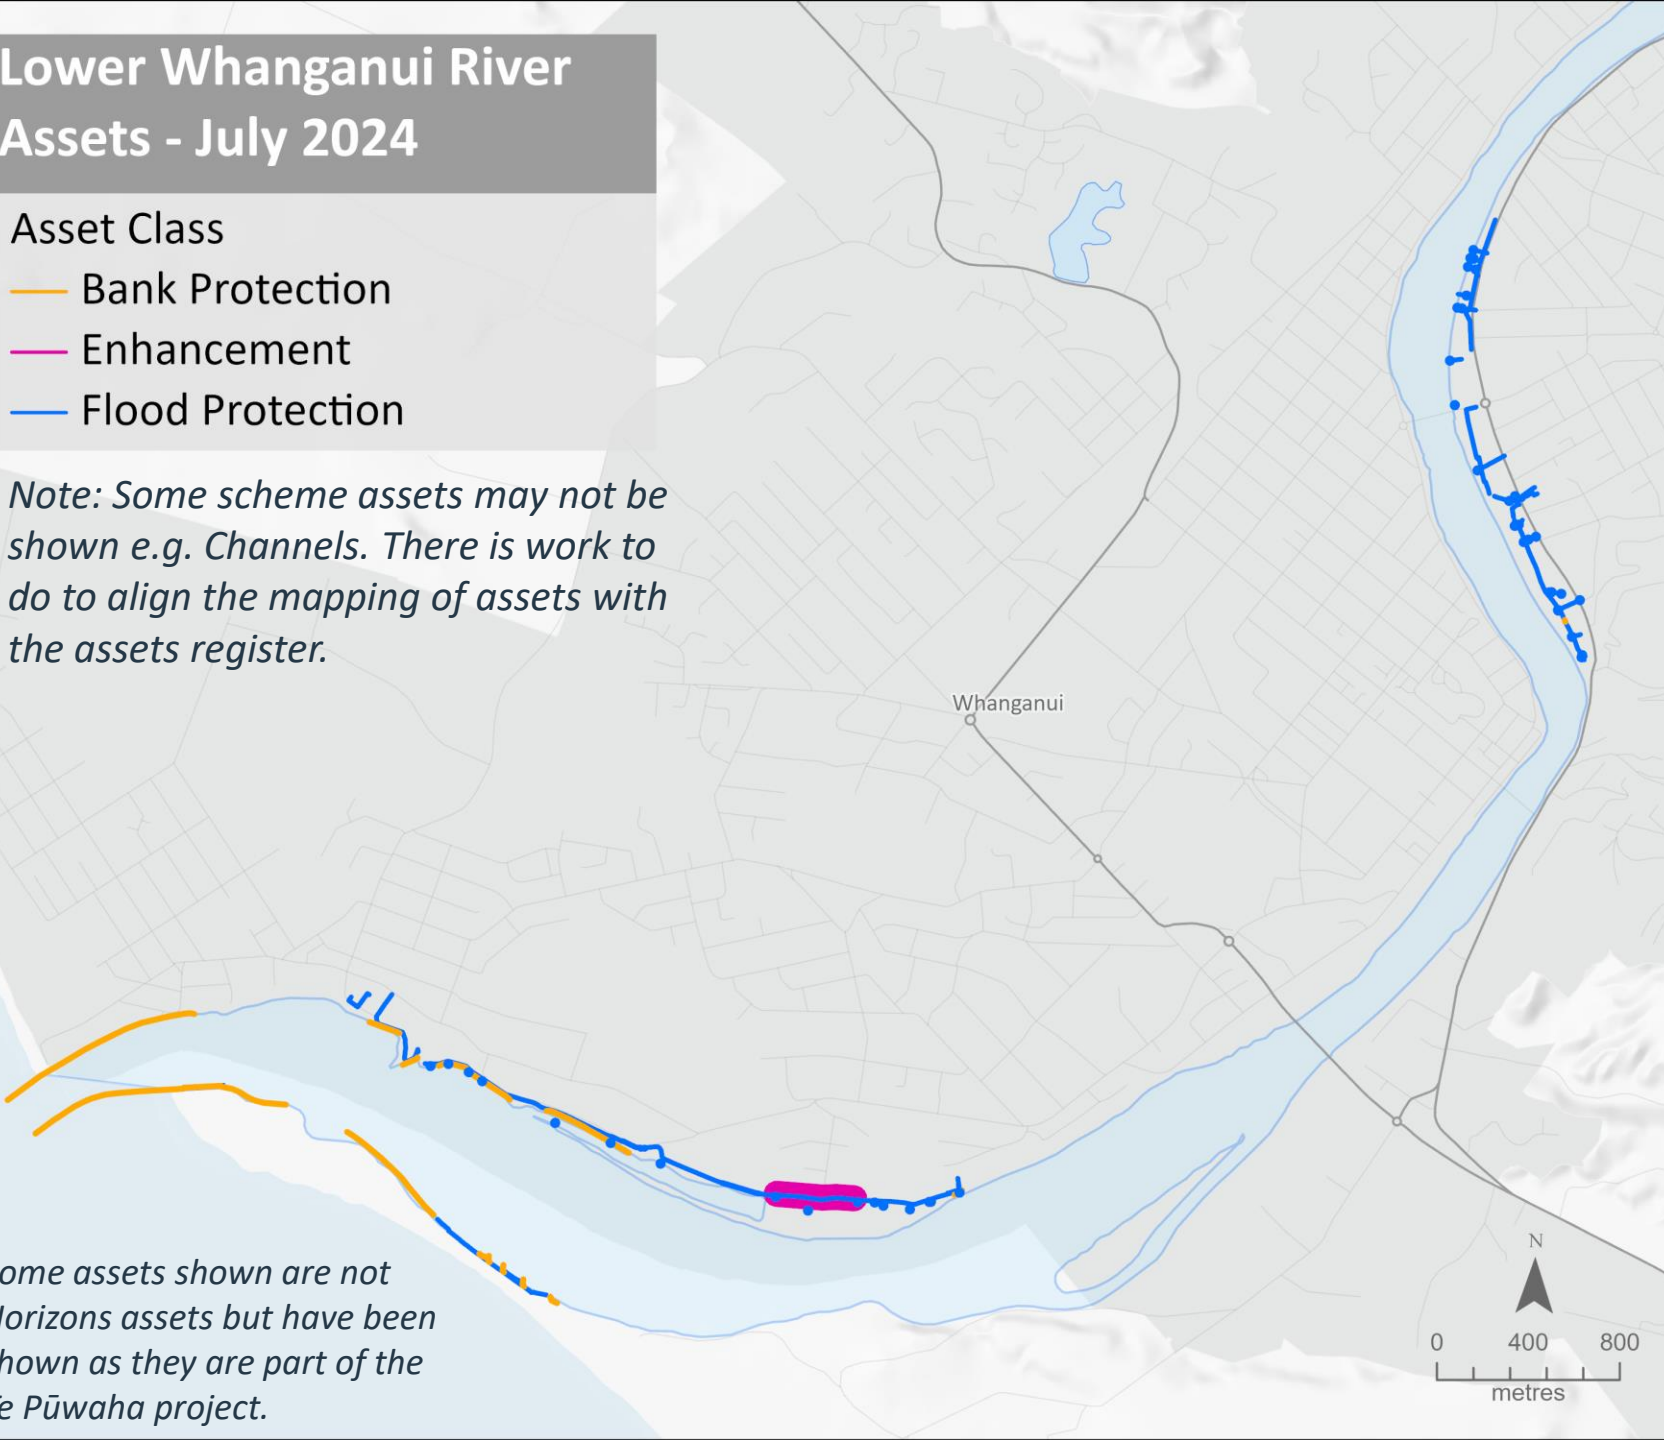 Lower Whanganui River
Assets - July 2024
Asset Class
Bank Protection
Enhancement
Flood Protection
Note: Some scheme assets may not be
shown e.g. Channels. There is work to
do to align the mapping of assets with
the assets register.
Whanganui
ome assets shown are not
orizons assets but have been
hown as they are part of the
e Pūwaha project.
N
0 400 800
metres